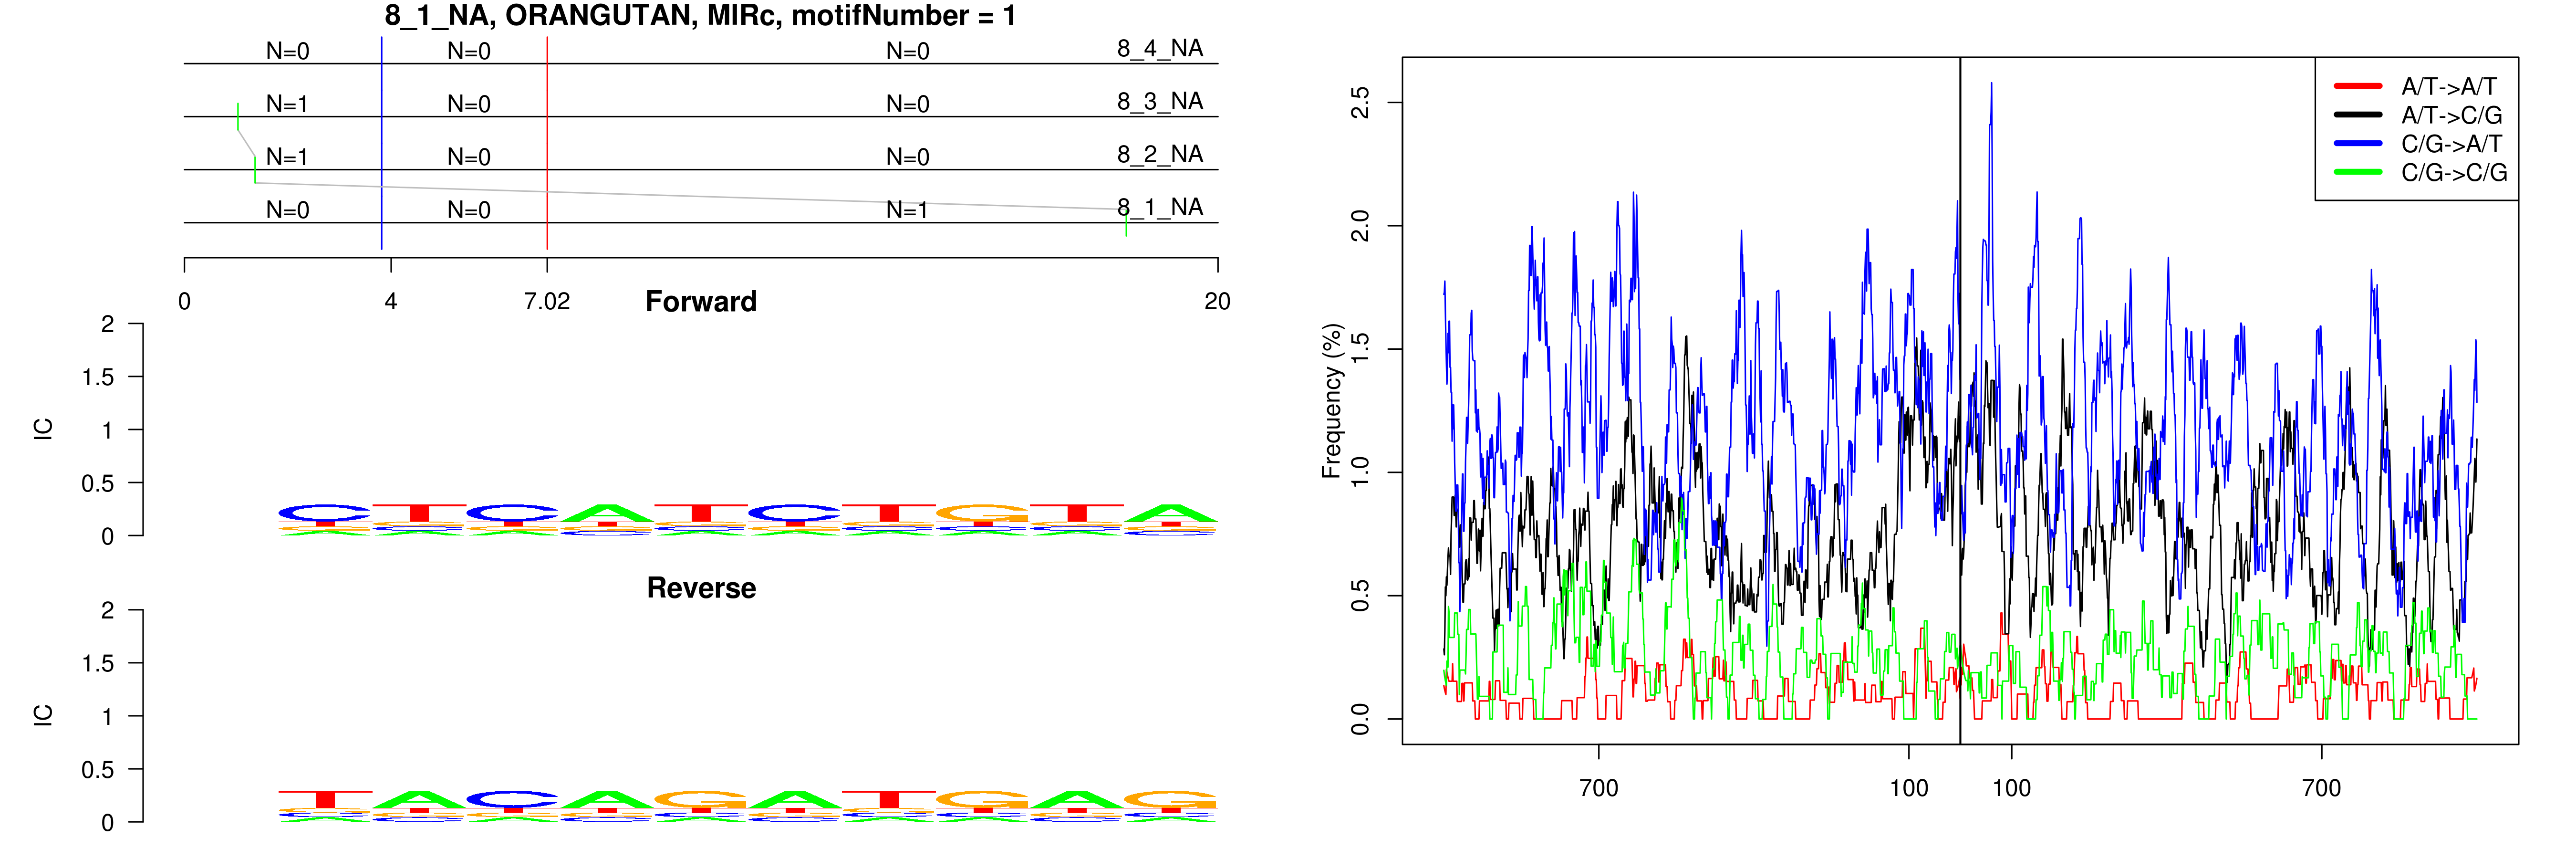 8_1_NA, ORANGUTAN, MIRc, motifNumber = 1
N=0 N=0 N=0 8_4_NA
N=1 N=0 N=0 8_3_NA
N=1 N=0 N=0 8_2_NA
N=0 N=0 N=1 8_1_NA
0 4 7.02 20
Forward
IC
2
1.5
1
0.5
0
CTCATCTGTA
Reverse
IC
2
1.5
1
0.5
0
TACAGATGAG
Frequency (%)
2.5
2.0
1.5
1.0
0.5
0.0
700 100 100 700
A/T->A/T
A/T->C/G
C/G->A/T
C/G->C/G